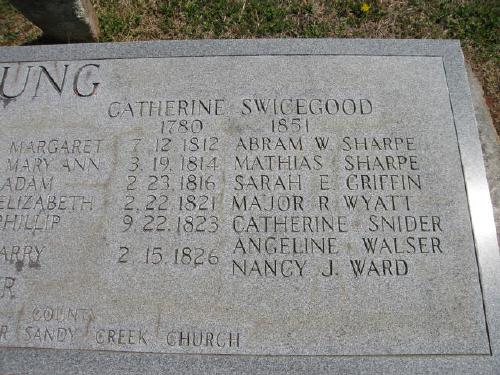 UNG
CATHERINE SWICEGOOD
1780 1851
MARGARET 7.12.1812 ABRAM W. SHARPE
MARY ANN 3.19.1814 MATHIAS SHARPE
ADAM 2.23.1816 SARAH E GRIFFIN
ELIZABETH 2.22.1821 MAJOR R WYATT
PHILLIP 9.22.1823 CATHERINE SNIDER
ANGELINE WALSER
ARRY 2.15.1826
NANCY J. WARD
R
COUNTY
R SANDY CREEK CHURCH